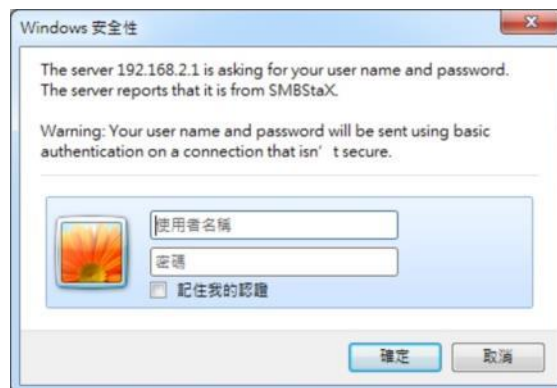 Windows 安全性
The server 192.168.2.1 is asking for your user name and password.
The server reports that it is from SMBStaX.
Warning: Your user name and password will be sent using basic
authentication on a connection that isn' t secure.
使用者名稱
密碼
記住我的認證
確定
取消